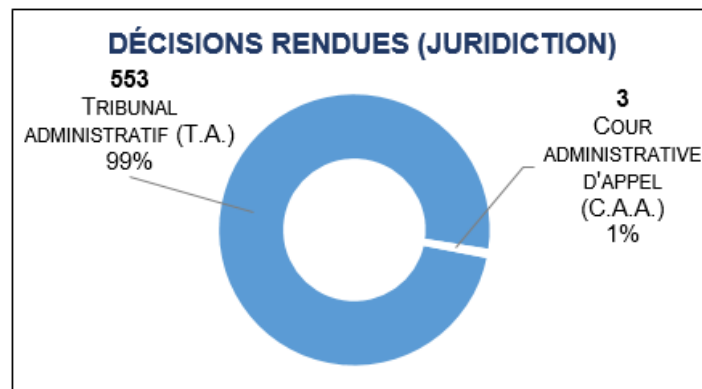 DÉCISIONS RENDUES (JURIDICTION)
553
TRIBUNAL
ADMINISTRATIF (T.A.)
99%
3
COUR
ADMINISTRATIVE
D'APPEL
(C.A.A.)
1%